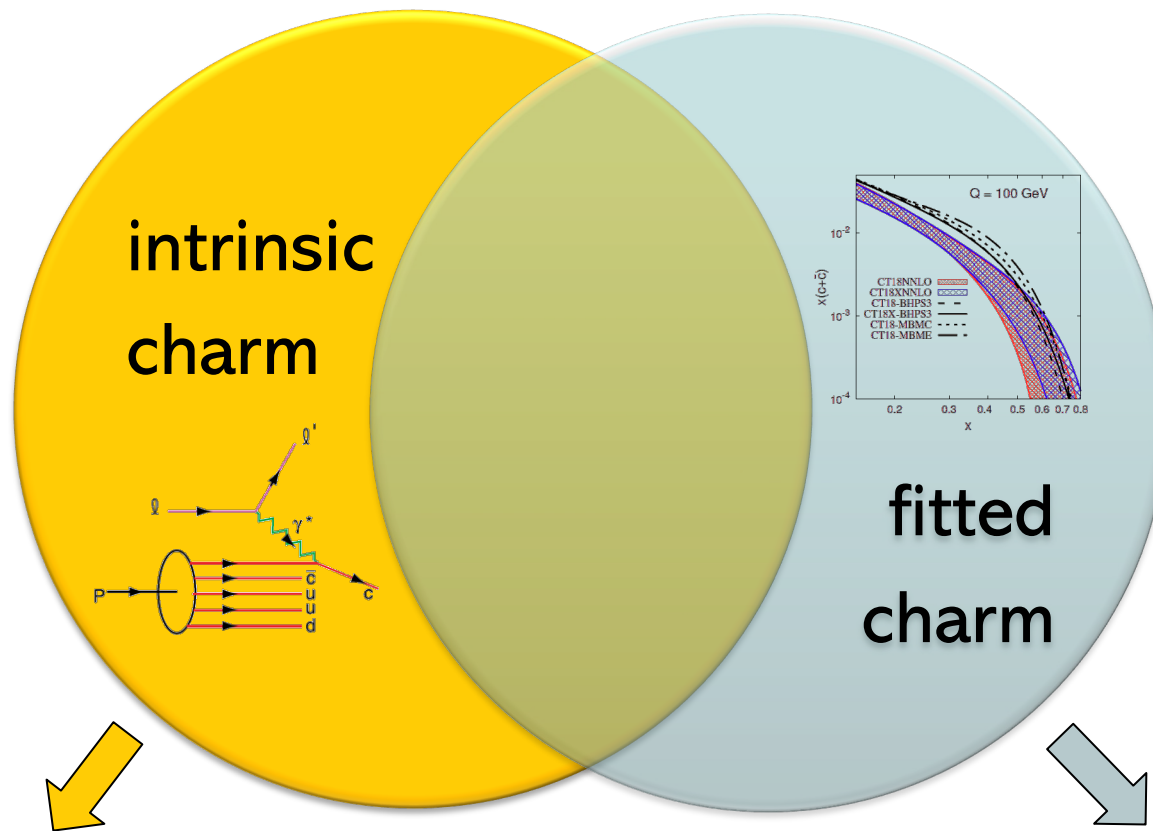 intrinsic
charm
ℓ'
ℓ
γ*
c̄
u
u
d
P
c
Q = 100 GeV
x(c+c̄)
10⁻²
10⁻³
10⁻⁴
CT18NNLO
CT18XNNLO
CT18-BHPS3
CT18X-BHPS3
CT18-MBMC
CT18-MBME
0.2 0.3 0.4 0.5 0.6 0.7 0.8
x
fitted
charm